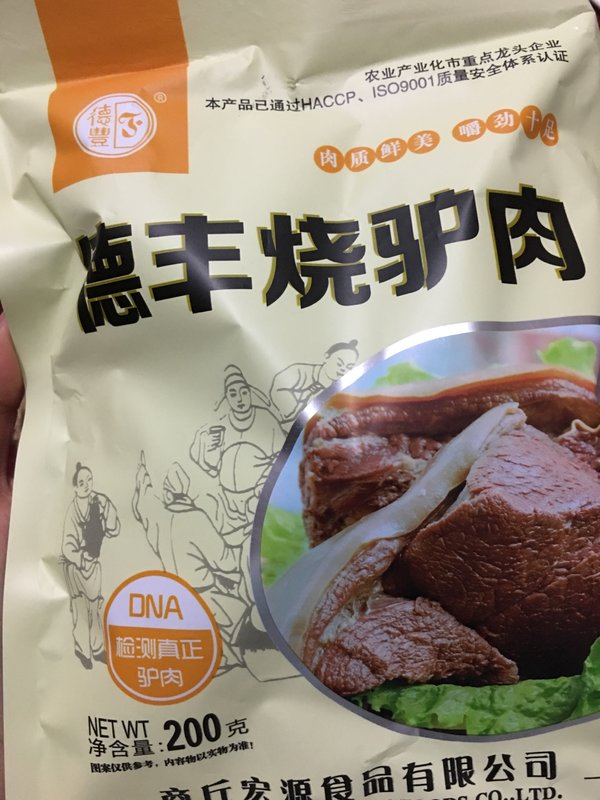 农业产业化市重点龙头企业
本产品已通过HACCP、ISO9001质量安全体系认证
德豐
®
肉质鲜美 嚼劲十足
德丰烧驴肉
DNA
检测真正
驴肉
NET WT
净含量:200克
图案仅供参考,内容物以实物为准!
商丘宏源食品有限公司
CO.,LTD.